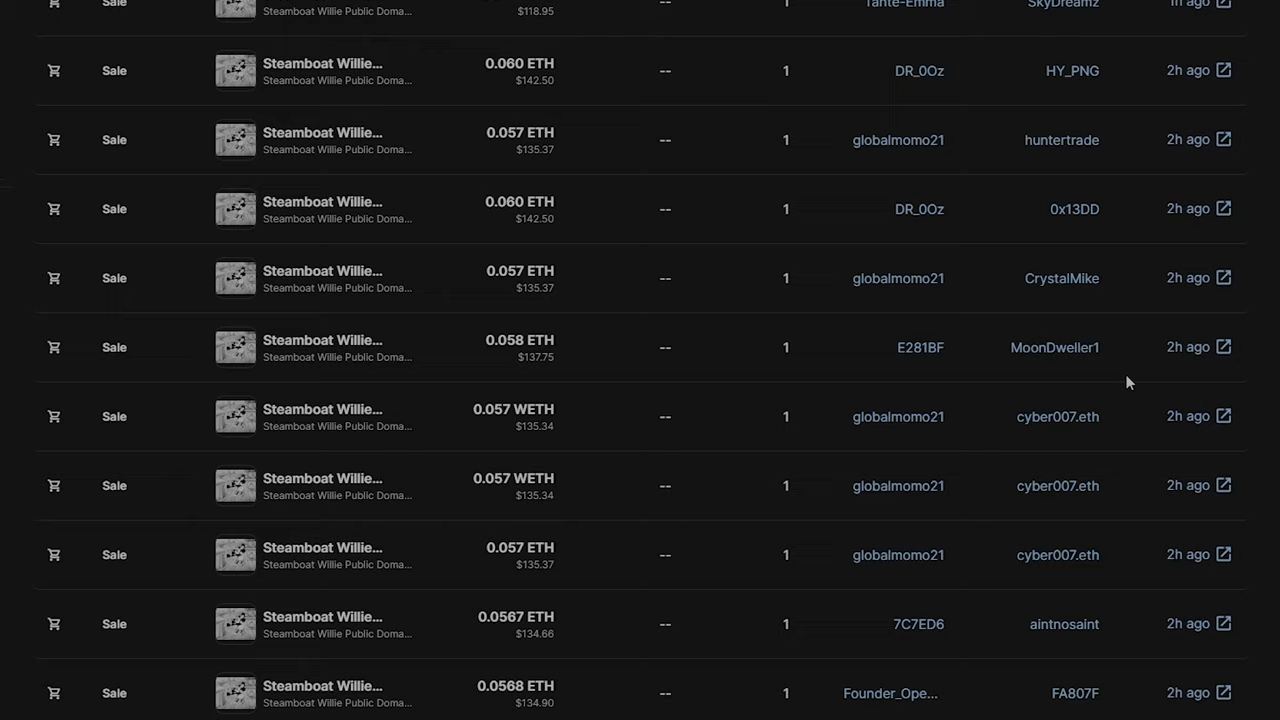 Sale Steamboat Willie Public Doma... $118.95 1 Tante-Emma SkyDreamz 1h ago
Sale Steamboat Willie... 0.060 ETH -- 1 DR_0Oz HY_PNG 2h ago
Steamboat Willie Public Doma... $142.50
Sale Steamboat Willie... 0.057 ETH -- 1 globalmomo21 huntertrade 2h ago
Steamboat Willie Public Doma... $135.37
Sale Steamboat Willie... 0.060 ETH -- 1 DR_0Oz 0x13DD 2h ago
Steamboat Willie Public Doma... $142.50
Sale Steamboat Willie... 0.057 ETH -- 1 globalmomo21 CrystalMike 2h ago
Steamboat Willie Public Doma... $135.37
Sale Steamboat Willie... 0.058 ETH -- 1 E281BF MoonDweller1 2h ago
Steamboat Willie Public Doma... $137.75
Sale Steamboat Willie... 0.057 WETH -- 1 globalmomo21 cyber007.eth 2h ago
Steamboat Willie Public Doma... $135.34
Sale Steamboat Willie... 0.057 WETH -- 1 globalmomo21 cyber007.eth 2h ago
Steamboat Willie Public Doma... $135.34
Sale Steamboat Willie... 0.057 ETH -- 1 globalmomo21 cyber007.eth 2h ago
Steamboat Willie Public Doma... $135.37
Sale Steamboat Willie... 0.0567 ETH -- 1 7C7ED6 aintnosaint 2h ago
Steamboat Willie Public Doma... $134.66
Sale Steamboat Willie... 0.0568 ETH -- 1 Founder_Ope... FA807F 2h ago
Steamboat Willie Public Doma... $134.90